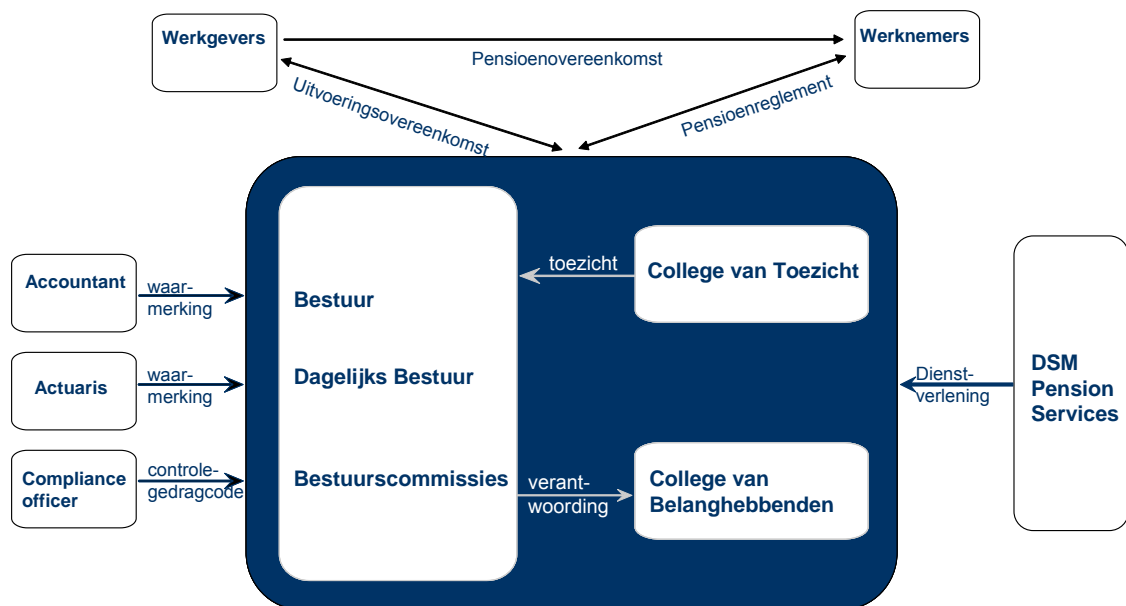 Werkgevers
Werknemers
Pensioenovereenkomst
Uitvoeringsovereenkomst
Pensioenreglement
Accountant
waar-
merking
Actuaris
waar-
merking
Compliance
officer
controle-
gedragcode
Bestuur
Dagelijks Bestuur
Bestuurscommissies
toezicht
College van Toezicht
verant-
woording
College van
Belanghebbenden
Dienst-
verlening
DSM
Pension
Services